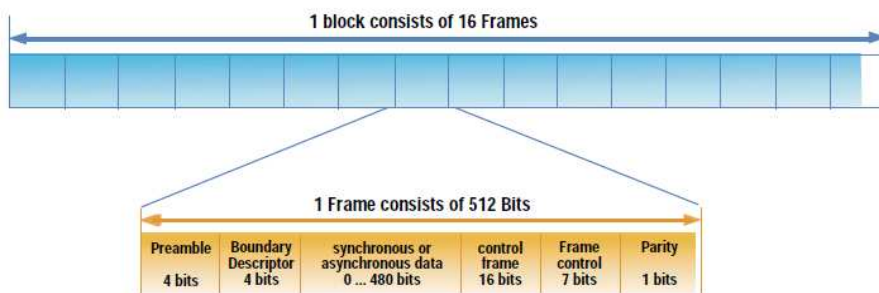 1 block consists of 16 Frames
1 Frame consists of 512 Bits
Preamble
4 bits
Boundary
Descriptor
4 bits
synchronous or
asynchronous data
0 ... 480 bits
control
frame
16 bits
Frame
control
7 bits
Parity
1 bits